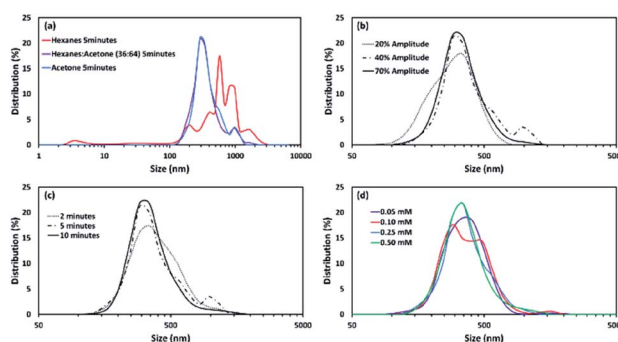 (a)
Hexanes 5minutes
Hexanes:Acetone (36:64) 5minutes
Acetone 5minutes
Distribution (%)
25
20
15
10
5
0
1 10 100 1000 10000
Size (nm)
(b)
20% Amplitude
40% Amplitude
70% Amplitude
Distribution (%)
25
20
15
10
5
0
50 500 5000
Size (nm)
(c)
2 minutes
5 minutes
10 minutes
Distribution (%)
25
20
15
10
5
0
50 500 5000
Size (nm)
(d)
0.05 mM
0.10 mM
0.25 mM
0.50 mM
Distribution (%)
25
20
15
10
5
0
50 500
Size (nm)